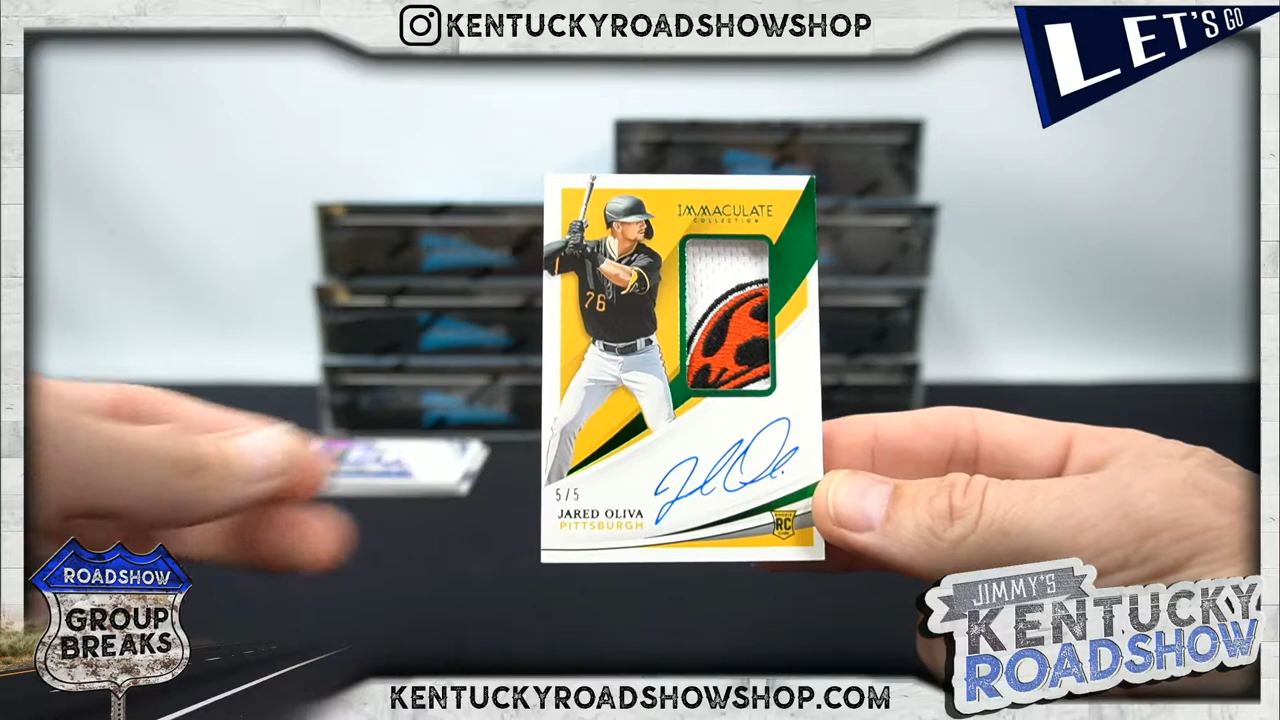 KENTUCKYROADSHOWSHOP
LET'S GO
IMMACULATE
COLLECTION
76
5/5
JARED OLIVA
PITTSBURGH
RC
ROADSHOW
GROUP
BREAKS
JIMMY'S
KENTUCKY
ROADSHOW
KENTUCKYROADSHOWSHOP.COM